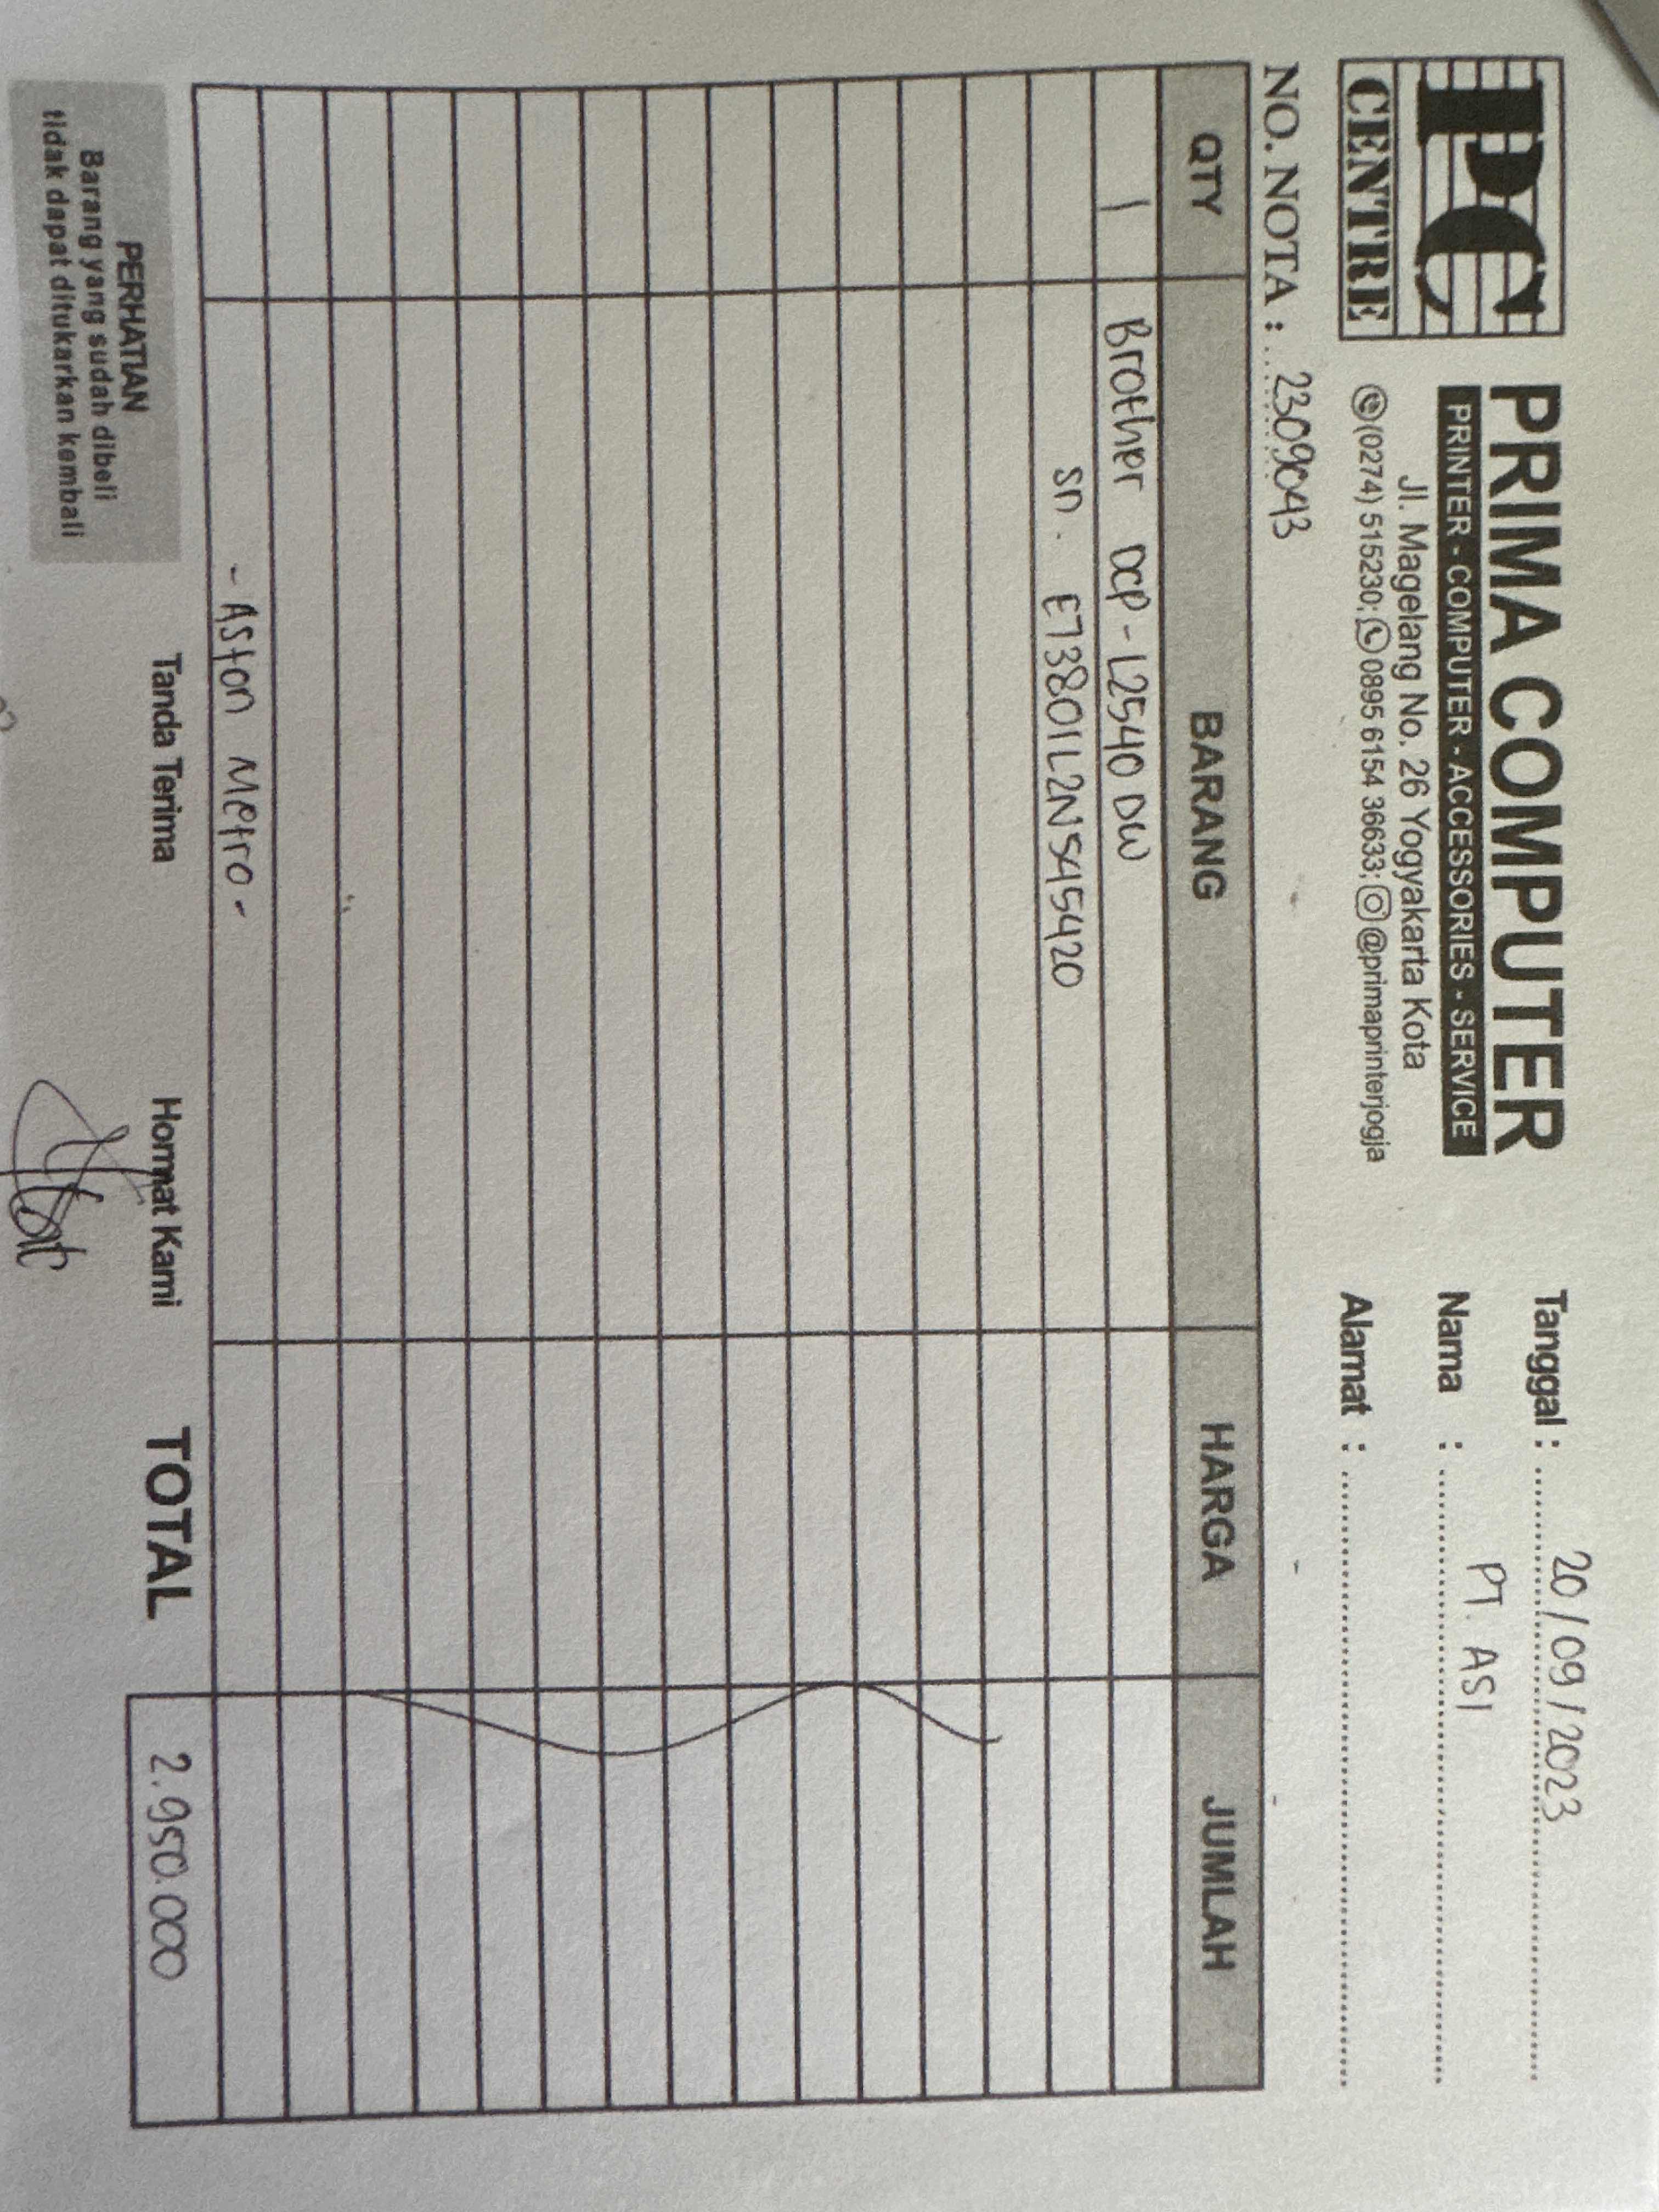 PC
CENTRE
PRIMA COMPUTER
PRINTER - COMPUTER - ACCESSORIES - SERVICE
Jl. Magelang No. 26 Yogyakarta Kota
(0274) 515230; 0895 6154 36633; @primaprinterjogja
Tanggal : 20/09/2023
Nama : PT. ASI
Alamat :
NO. NOTA : 2309043
QTY BARANG HARGA JUMLAH
1 Brother DCP-L2540 DW
sn. E73801L2N545420
- Aston Metro -
PERHATIAN
Barang yang sudah dibeli
tidak dapat ditukarkan kembali
Tanda Terima
Hormat Kami
TOTAL 2.950.000